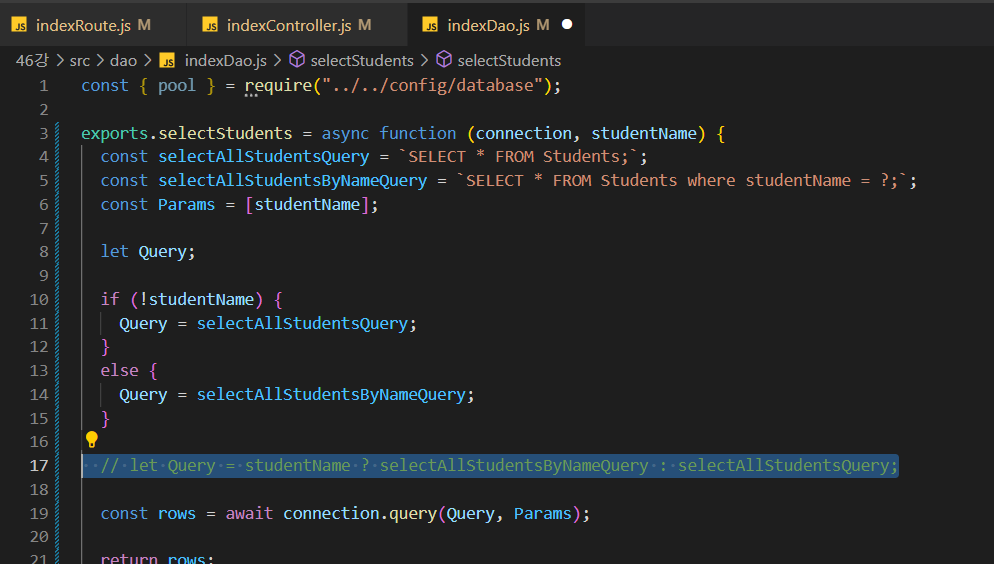 JS indexRoute.js M JS indexController.js M JS indexDao.js M
46강 > src > dao > JS indexDao.js > selectStudents > selectStudents
1 const { pool } = require("../../config/database");
2
3 exports.selectStudents = async function (connection, studentName) {
4 const selectAllStudentsQuery = `SELECT * FROM Students;`;
5 const selectAllStudentsByNameQuery = `SELECT * FROM Students where studentName = ?;`;
6 const Params = [studentName];
7
8 let Query;
9
10 if (!studentName) {
11 Query = selectAllStudentsQuery;
12 }
13 else {
14 Query = selectAllStudentsByNameQuery;
15 }
16
17 // let Query = studentName ? selectAllStudentsByNameQuery : selectAllStudentsQuery;
18
19 const rows = await connection.query(Query, Params);
20
21 return rows;